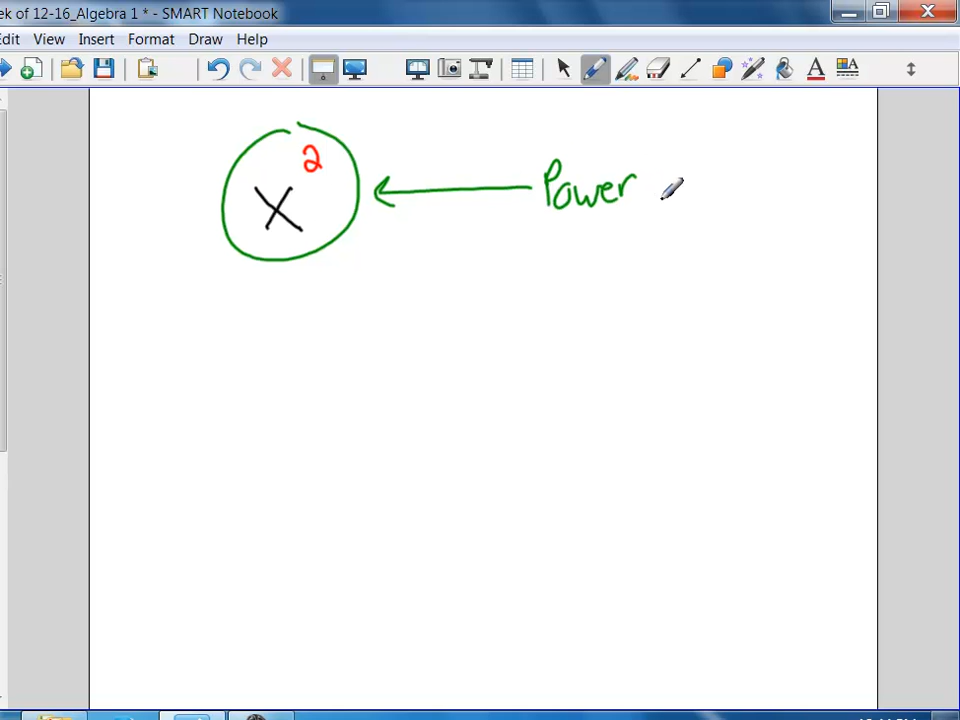 ek of 12-16_Algebra 1 * - SMART Notebook
Edit View Insert Format Draw Help
X² Power